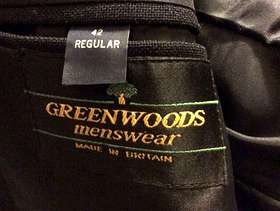 42
REGULAR
GREENWOODS
menswear
MADE IN BRITAIN